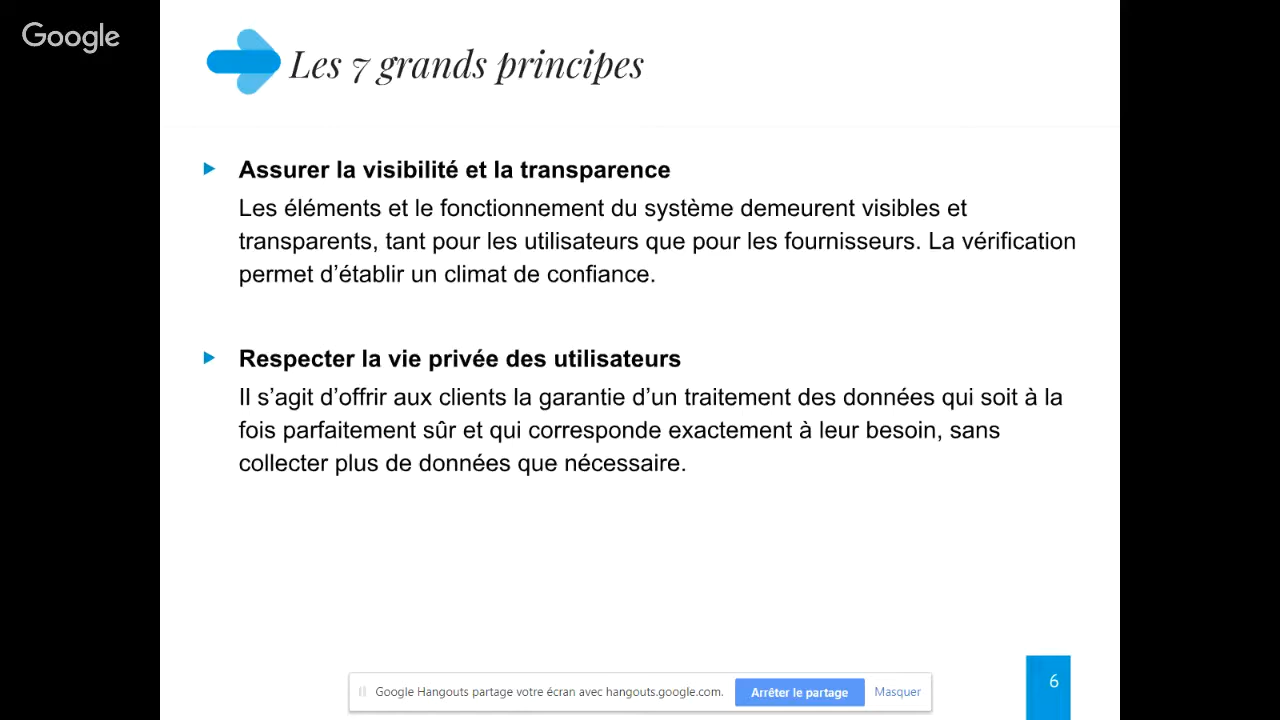 Google
Les 7 grands principes
Assurer la visibilité et la transparence
Les éléments et le fonctionnement du système demeurent visibles et
transparents, tant pour les utilisateurs que pour les fournisseurs. La vérification
permet d’établir un climat de confiance.
Respecter la vie privée des utilisateurs
Il s’agit d’offrir aux clients la garantie d’un traitement des données qui soit à la
fois parfaitement sûr et qui corresponde exactement à leur besoin, sans
collecter plus de données que nécessaire.
Google Hangouts partage votre écran avec hangouts.google.com. Arrêter le partage Masquer
6